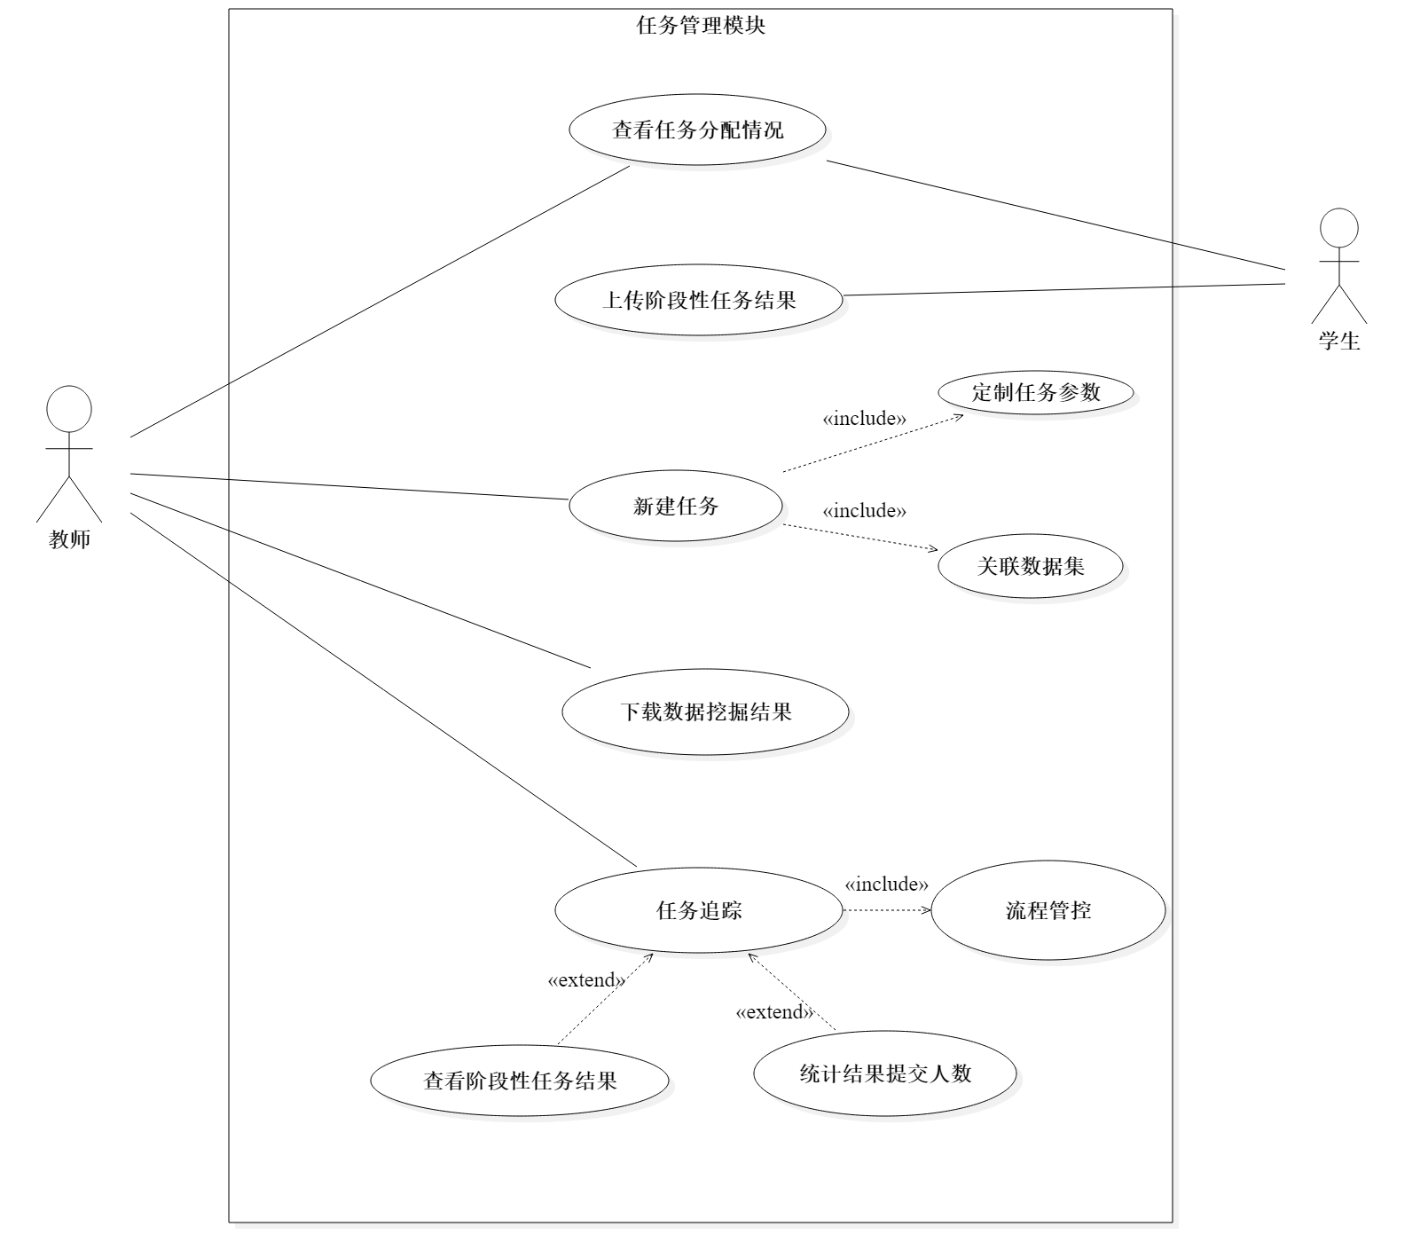 任务管理模块
查看任务分配情况
上传阶段性任务结果
学生
定制任务参数
«include»
新建任务
«include»
教师
关联数据集
下载数据挖掘结果
«include»
任务追踪
流程管控
«extend»
«extend»
查看阶段性任务结果
统计结果提交人数